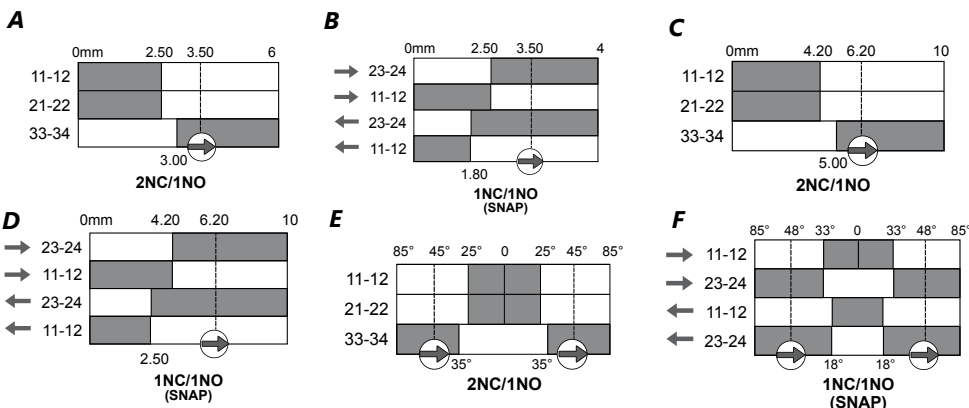 A
0mm 2.50 3.50 6
11-12
21-22
33-34
3.00
2NC/1NO
B
0mm 2.50 3.50 4
23-24
11-12
23-24
11-12
1.80
1NC/1NO
(SNAP)
C
0mm 4.20 6.20 10
11-12
21-22
33-34
5.00
2NC/1NO
D
0mm 4.20 6.20 10
23-24
11-12
23-24
11-12
2.50
1NC/1NO
(SNAP)
E
85° 45° 25° 0 25° 45° 85°
11-12
21-22
33-34
35° 35°
2NC/1NO
F
85° 48° 33° 0 33° 48° 85°
11-12
23-24
11-12
23-24
18° 18°
1NC/1NO
(SNAP)